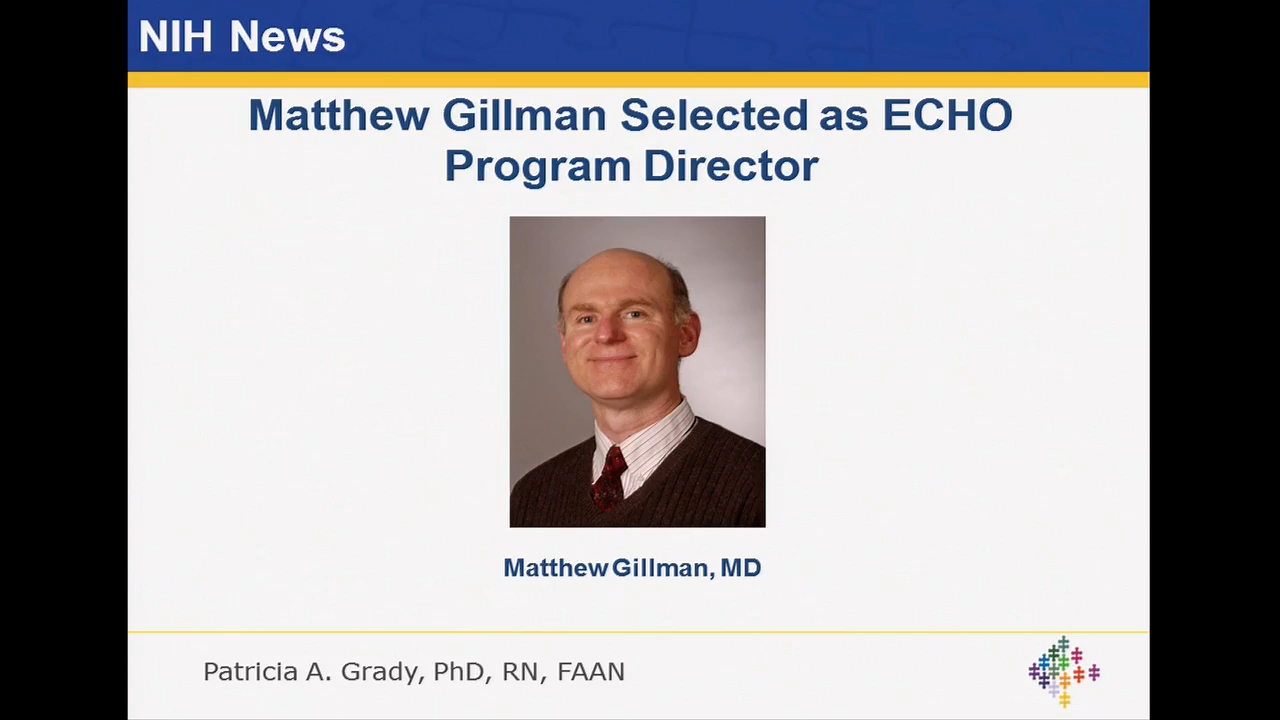 NIH News
Matthew Gillman Selected as ECHO
Program Director
Matthew Gillman, MD
Patricia A. Grady, PhD, RN, FAAN